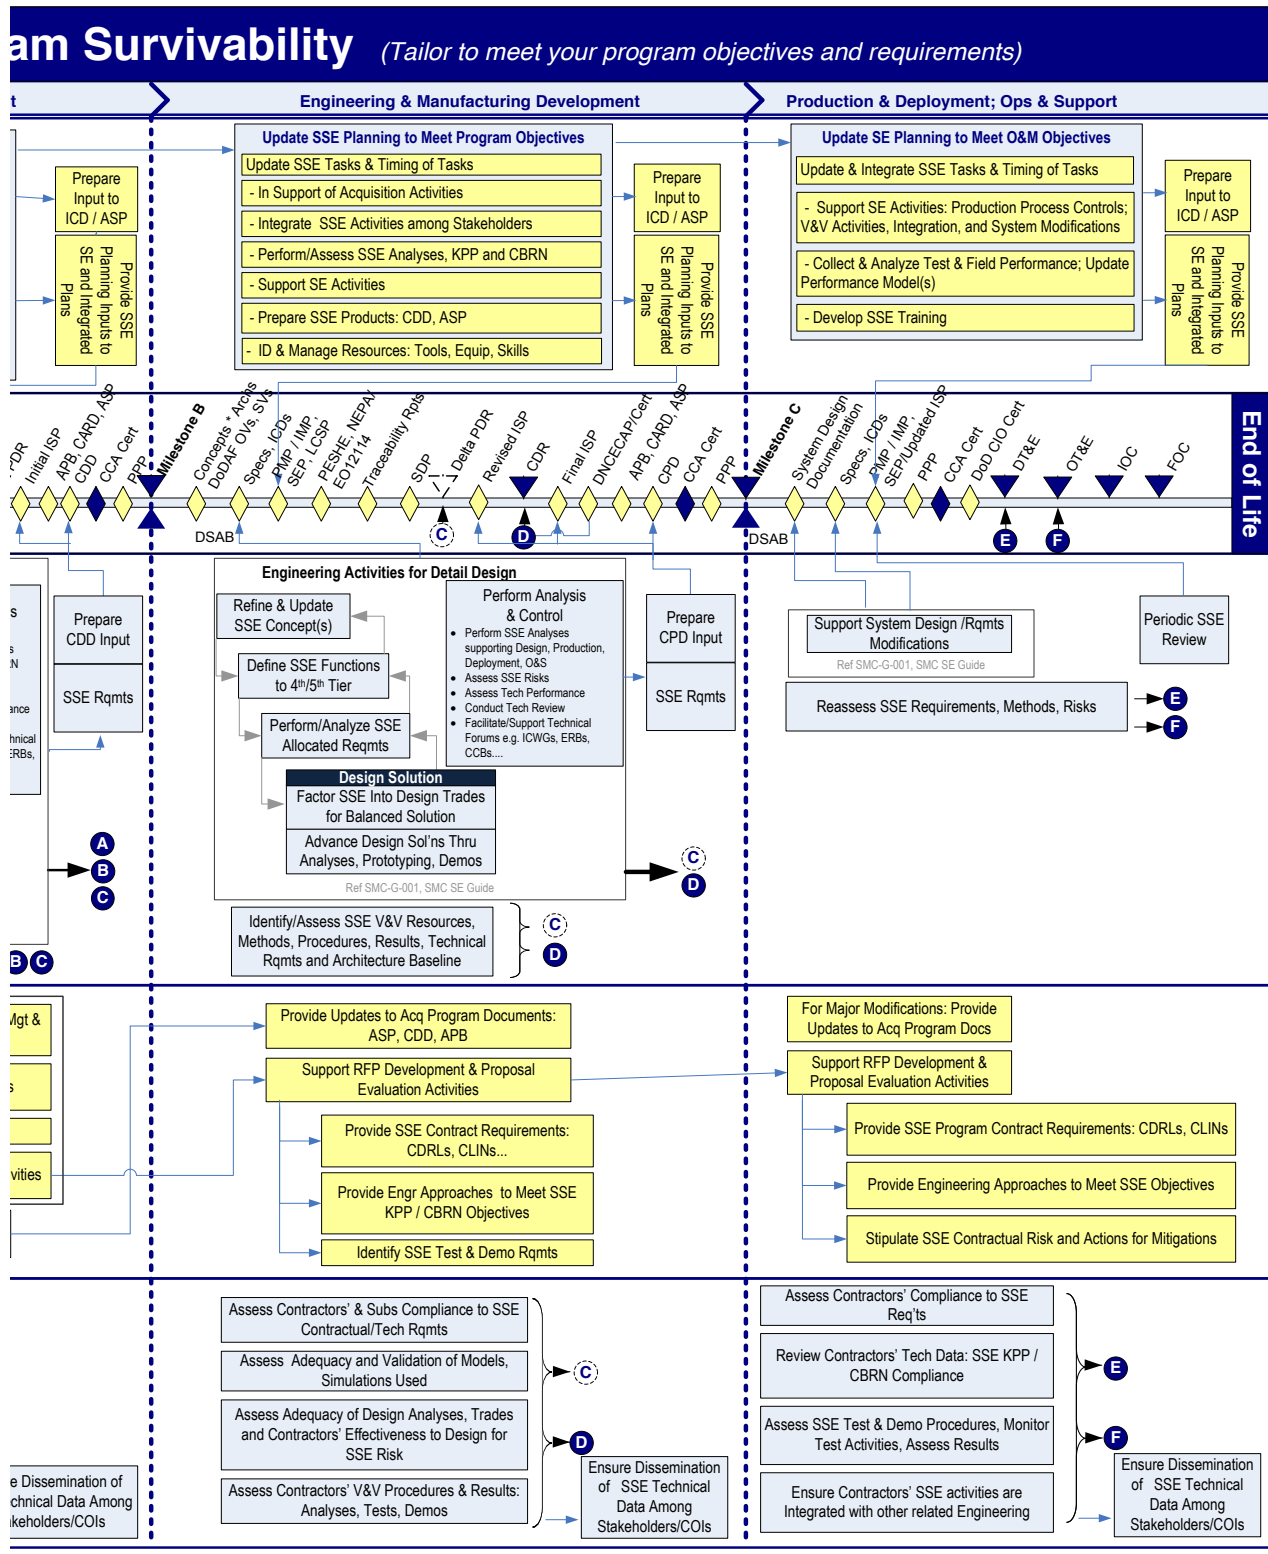 am Survivability (Tailor to meet your program objectives and requirements)
t
Engineering & Manufacturing Development
Production & Deployment; Ops & Support
Prepare
Input to
ICD / ASP
Provide SSE
Planning Inputs to
SE and Integrated
Plans
Update SSE Planning to Meet Program Objectives
Update SSE Tasks & Timing of Tasks
- In Support of Acquisition Activities
- Integrate SSE Activities among Stakeholders
- Perform/Assess SSE Analyses, KPP and CBRN
- Support SE Activities
- Prepare SSE Products: CDD, ASP
- ID & Manage Resources: Tools, Equip, Skills
Prepare
Input to
ICD / ASP
Provide SSE
Planning Inputs to
SE and Integrated
Plans
Update SE Planning to Meet O&M Objectives
Update & Integrate SSE Tasks & Timing of Tasks
- Support SE Activities: Production Process Controls;
V&V Activities, Integration, and System Modifications
- Collect & Analyze Test & Field Performance; Update
Performance Model(s)
- Develop SSE Training
Prepare
Input to
ICD / ASP
Provide SSE
Planning Inputs to
SE and Integrated
Plans
PDR
Initial ISP
APB, CARD, ASP
CDD
CCA Cert
PPP
Milestone B
Concepts * Archs
DoDAF OVs, SVs
Specs, ICDs
PMP / IMP,
SEP, LCSP
PESHE, NEPA/
EO12114
Traceability Rpts
SDP
Delta PDR
Revised ISP
CDR
Final ISP
DNCECAP/Cert
APB, CARD, ASP
CPD
CCA Cert
PPP
Milestone C
System Design
Documentation
Specs, ICDs
PMP / IMP,
SEP/Updated ISP
PPP
CCA Cert
DoD CIO Cert
DT&E
OT&E
IOC
FOC
End of Life
DSAB
C
D
DSAB
E
F
s
s
N
ance
hnical
ERBs,
Prepare
CDD Input
SSE Rqmts
A
B
C
B
C
Engineering Activities for Detail Design
Refine & Update
SSE Concept(s)
Define SSE Functions
to 4th/5th Tier
Perform/Analyze SSE
Allocated Reqmts
Design Solution
Factor SSE Into Design Trades
for Balanced Solution
Advance Design Sol'ns Thru
Analyses, Prototyping, Demos
Ref SMC-G-001, SMC SE Guide
Perform Analysis
& Control
• Perform SSE Analyses
supporting Design, Production,
Deployment, O&S
• Assess SSE Risks
• Assess Tech Performance
• Conduct Tech Review
• Facilitate/Support Technical
Forums e.g. ICWGs, ERBs,
CCBs....
Prepare
CPD Input
SSE Rqmts
C
D
Identify/Assess SSE V&V Resources,
Methods, Procedures, Results, Technical
Rqmts and Architecture Baseline
C
D
Support System Design /Rqmts
Modifications
Ref SMC-G-001, SMC SE Guide
Periodic SSE
Review
Reassess SSE Requirements, Methods, Risks
E
F
Mgt &
s
vities
Provide Updates to Acq Program Documents:
ASP, CDD, APB
Support RFP Development & Proposal
Evaluation Activities
Provide SSE Contract Requirements:
CDRLs, CLINs...
Provide Engr Approaches to Meet SSE
KPP / CBRN Objectives
Identify SSE Test & Demo Rqmts
For Major Modifications: Provide
Updates to Acq Program Docs
Support RFP Development &
Proposal Evaluation Activities
Provide SSE Program Contract Requirements: CDRLs, CLINs
Provide Engineering Approaches to Meet SSE Objectives
Stipulate SSE Contractual Risk and Actions for Mitigations
e Dissemination of
echnical Data Among
akeholders/COIs
Assess Contractors' & Subs Compliance to SSE
Contractual/Tech Rqmts
Assess Adequacy and Validation of Models,
Simulations Used
Assess Adequacy of Design Analyses, Trades
and Contractors' Effectiveness to Design for
SSE Risk
Assess Contractors' V&V Procedures & Results:
Analyses, Tests, Demos
C
D
Ensure Dissemination
of SSE Technical
Data Among
Stakeholders/COIs
Assess Contractors' Compliance to SSE
Req'ts
Review Contractors' Tech Data: SSE KPP /
CBRN Compliance
Assess SSE Test & Demo Procedures, Monitor
Test Activities, Assess Results
Ensure Contractors' SSE activities are
Integrated with other related Engineering
E
F
Ensure Dissemination
of SSE Technical
Data Among
Stakeholders/COIs